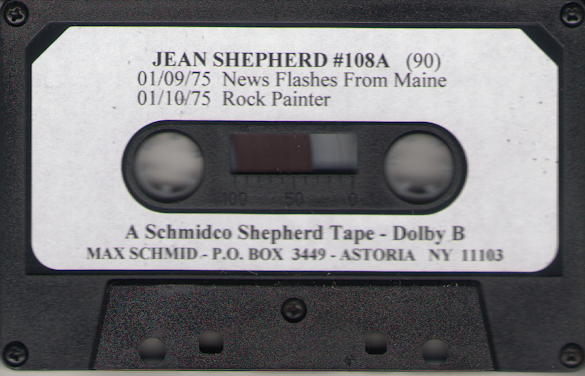 JEAN SHEPHERD #108A (90)
01/09/75 News Flashes From Maine
01/10/75 Rock Painter
100 50 0
A Schmidco Shepherd Tape - Dolby B
MAX SCHMID - P.O. BOX 3449 - ASTORIA NY 11103